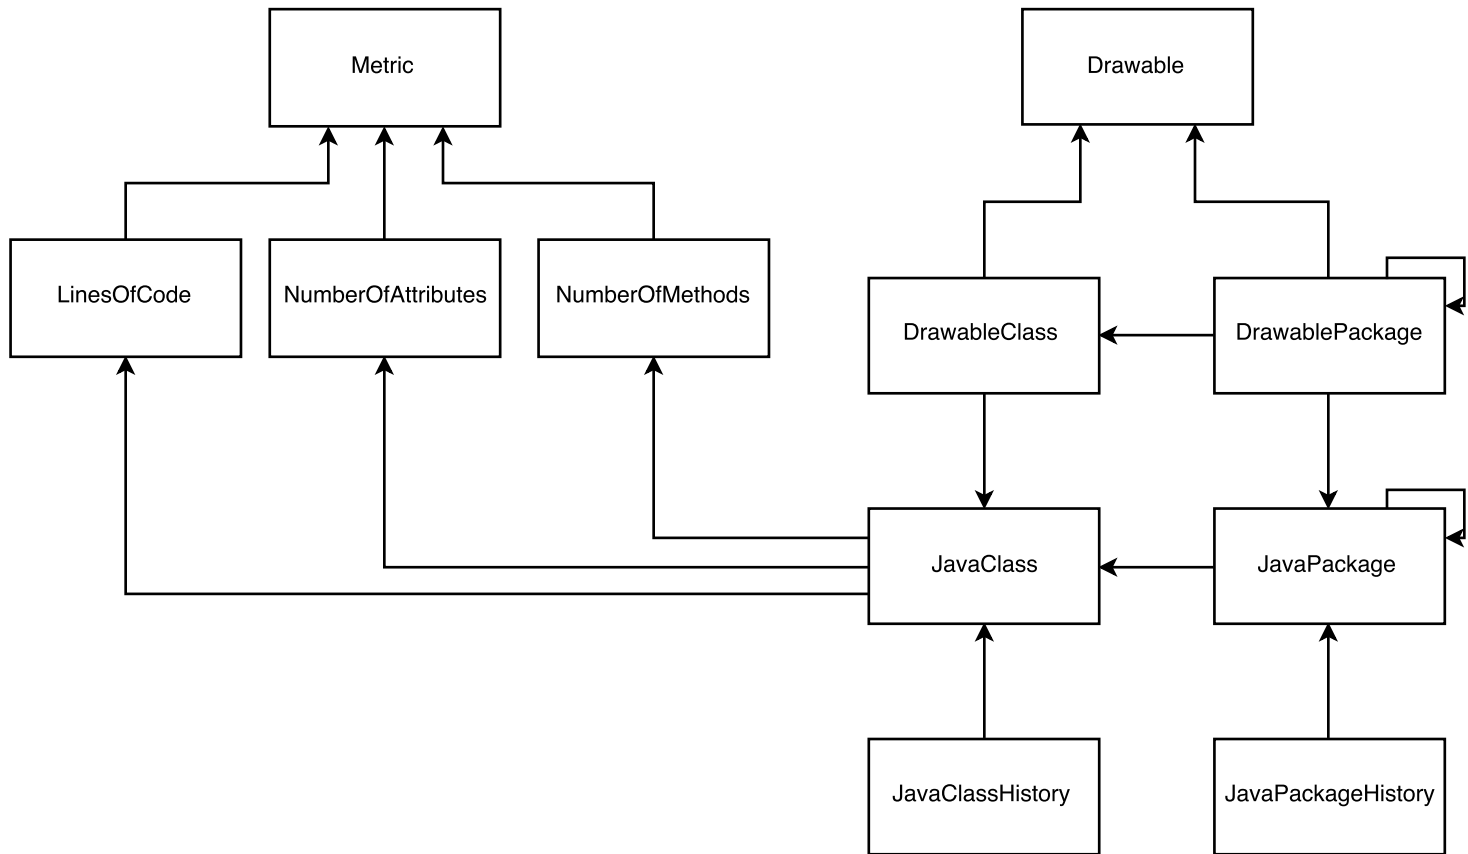 Metric
Drawable
LinesOfCode
NumberOfAttributes
NumberOfMethods
DrawableClass
DrawablePackage
JavaClass
JavaPackage
JavaClassHistory
JavaPackageHistory